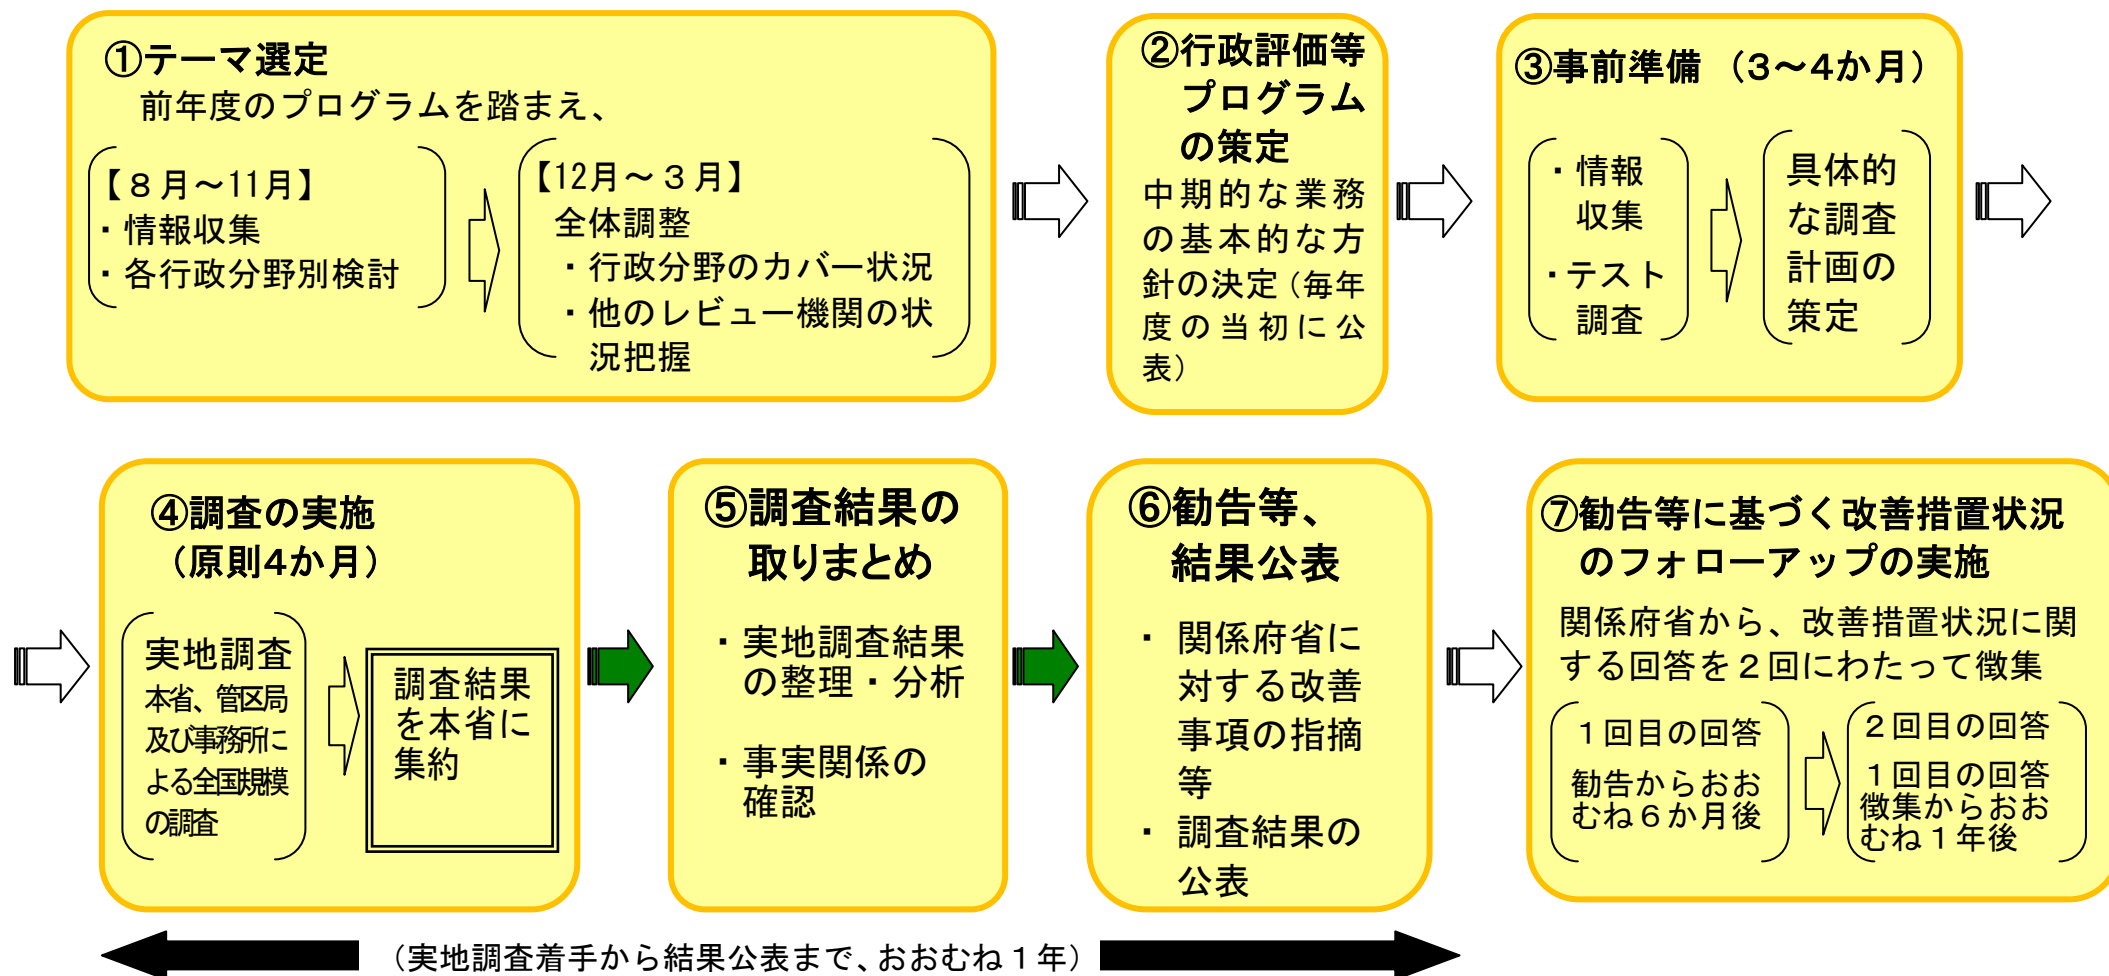 ①テーマ選定
前年度のプログラムを踏まえ、
【８月～11月】
・情報収集
・各行政分野別検討
【12月～３月】
全体調整
・行政分野のカバー状況
・他のレビュー機関の状
況把握
②行政評価等
プログラム
の策定
中期的な業務
の基本的な方
針の決定（毎年
度の当初に公
表）
③事前準備（3～4か月）
・情報
収集
・テスト
調査
具体的
な調査
計画の
策定
④調査の実施
（原則4か月）
実地調査
本省、管区局
及び事務所に
よる全国規模
の調査
調査結果
を本省に
集約
⑤調査結果の
取りまとめ
・実地調査結果
の整理・分析
・事実関係の
確認
⑥勧告等、
結果公表
・関係府省に
対する改善
事項の指摘
等
・調査結果の
公表
⑦勧告等に基づく改善措置状況
のフォローアップの実施
関係府省から、改善措置状況に関
する回答を２回にわたって徴集
１回目の回答
勧告からおお
むね６か月後
２回目の回答
１回目の回答
徴集からおお
むね１年後
（実地調査着手から結果公表まで、おおむね１年）